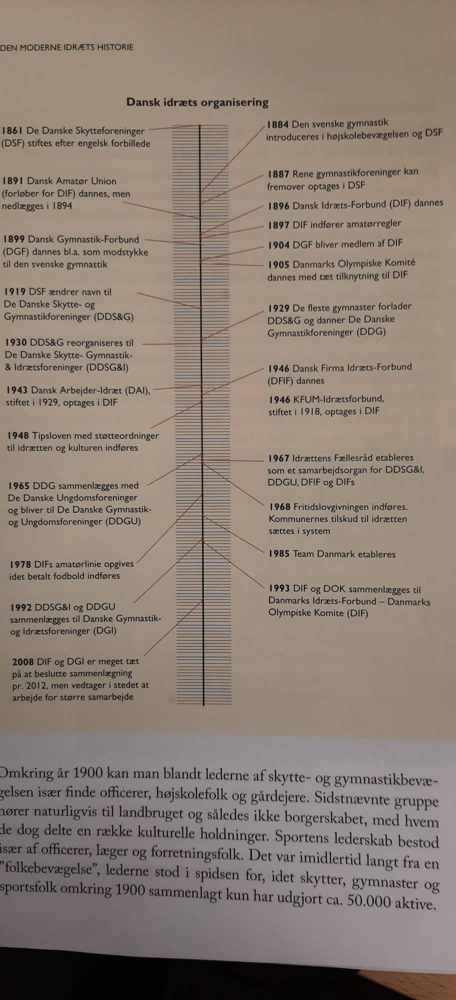 DEN MODERNE IDRÆTS HISTORIE
Dansk idræts organisering
1861 De Danske Skytteforeninger
(DSF) stiftes efter engelsk forbillede
1891 Dansk Amatør Union
(forløber for DIF) dannes, men
nedlægges i 1894
1899 Dansk Gymnastik-Forbund
(DGF) dannes bl.a. som modstykke
til den svenske gymnastik
1919 DSF ændrer navn til
De Danske Skytte- og
Gymnastikforeninger (DDS&G)
1930 DDS&G reorganiseres til
De Danske Skytte- Gymnastik-
& Idrætsforeninger (DDSG&I)
1943 Dansk Arbejder-Idræt (DAI),
stiftet i 1929, optages i DIF
1948 Tipsloven med støtteordninger
til idrætten og kulturen indføres
1965 DDG sammenlægges med
De Danske Ungdomsforeninger
og bliver til De Danske Gymnastik-
og Ungdomsforeninger (DDGU)
1978 DIFs amatørlinie opgives
idet betalt fodbold indføres
1992 DDSG&I og DDGU
sammenlægges til Danske Gymnastik-
og Idrætsforeninger (DGI)
2008 DIF og DGI er meget tæt
på at beslutte sammenlægning
pr. 2012, men vedtager i stedet at
arbejde for større samarbejde
1884 Den svenske gymnastik
introduceres i højskolebevægelsen og DSF
1887 Rene gymnastikforeninger kan
fremover optages i DSF
1896 Dansk Idræts-Forbund (DIF) dannes
1897 DIF indfører amatørregler
1904 DGF bliver medlem af DIF
1905 Danmarks Olympiske Komité
dannes med tæt tilknytning til DIF
1929 De fleste gymnaster forlader
DDS&G og danner De Danske
Gymnastikforeninger (DDG)
1946 Dansk Firma Idræts-Forbund
(DFIF) dannes
1946 KFUM-Idrætsforbund,
stiftet i 1918, optages i DIF
1967 Idrættens Fællesråd etableres
som et samarbejdsorgan for DDSG&I,
DDGU, DFIF og DIFs
1968 Fritidslovgivningen indføres.
Kommunernes tilskud til idrætten
sættes i system
1985 Team Danmark etableres
1993 DIF og DOK sammenlægges til
Danmarks Idræts-Forbund – Danmarks
Olympiske Komite (DIF)
Omkring år 1900 kan man blandt lederne af skytte- og gymnastikbevæ-
gelsen især finde officerer, højskolefolk og gårdejere. Sidstnævnte gruppe
hører naturligvis til landbruget og således ikke borgerskabet, med hvem
de dog delte en række kulturelle holdninger. Sportens lederskab bestod
især af officerer, læger og forretningsfolk. Det var imidlertid langt fra en
"folkebevægelse", lederne stod i spidsen for, idet skytter, gymnaster og
sportsfolk omkring 1900 sammenlagt kun har udgjort ca. 50.000 aktive.